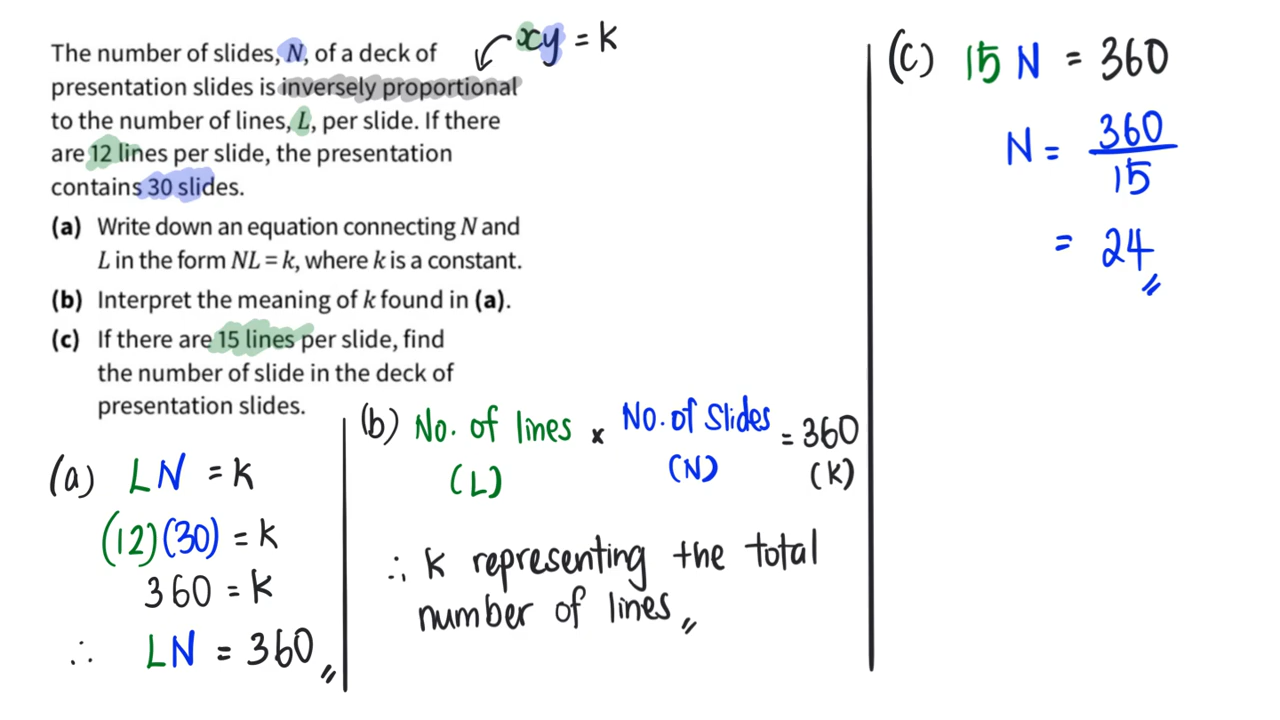 The number of slides, N, of a deck of
presentation slides is inversely proportional
to the number of lines, L, per slide. If there
are 12 lines per slide, the presentation
contains 30 slides.
xy = k
(a) Write down an equation connecting N and
L in the form NL = k, where k is a constant.
(b) Interpret the meaning of k found in (a).
(c) If there are 15 lines per slide, find
the number of slide in the deck of
presentation slides.
(a) LN = k
(12)(30) = k
360 = k
∴ LN = 360
(b) No. of lines × No. of Slides = 360
(L) (N) (K)
∴ k representing the total
number of lines
(c) 15 N = 360
N = 360/15
= 24